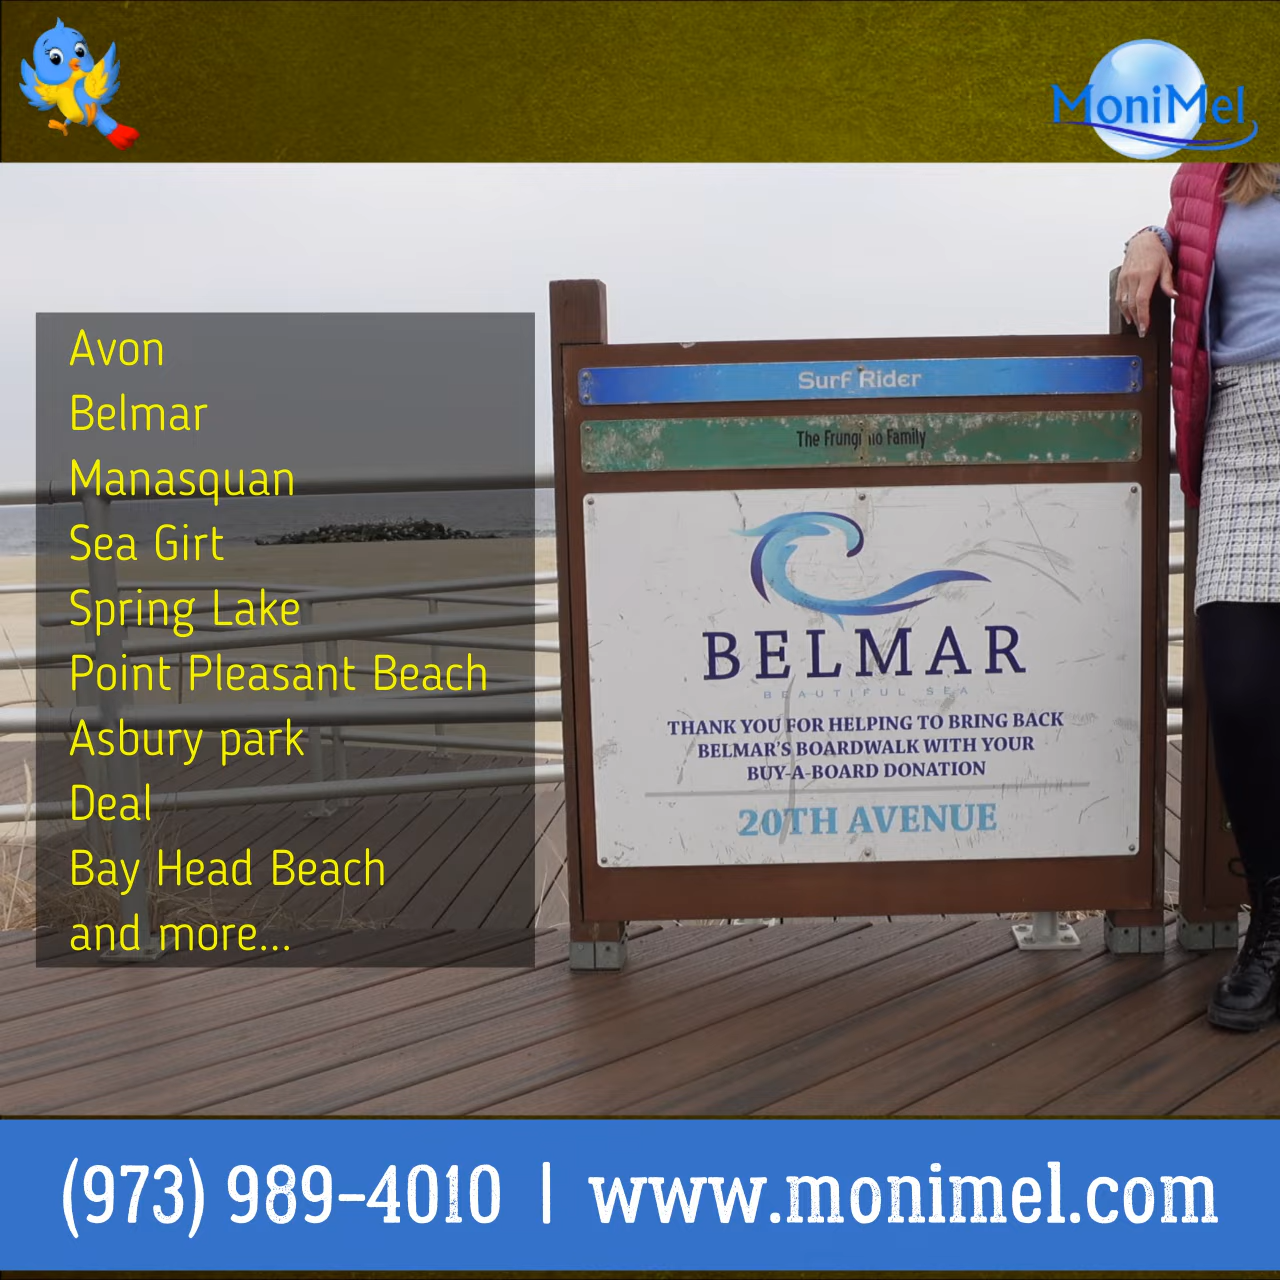 MoniMel
Avon
Belmar
Manasquan
Sea Girt
Spring Lake
Point Pleasant Beach
Asbury park
Deal
Bay Head Beach
and more...
Surf Rider
The Family
BELMAR
BEAUTIFUL SEA
THANK YOU FOR HELPING TO BRING BACK
BELMAR'S BOARDWALK WITH YOUR
BUY-A-BOARD DONATION
20TH AVENUE
(973) 989-4010 | www.monimel.com